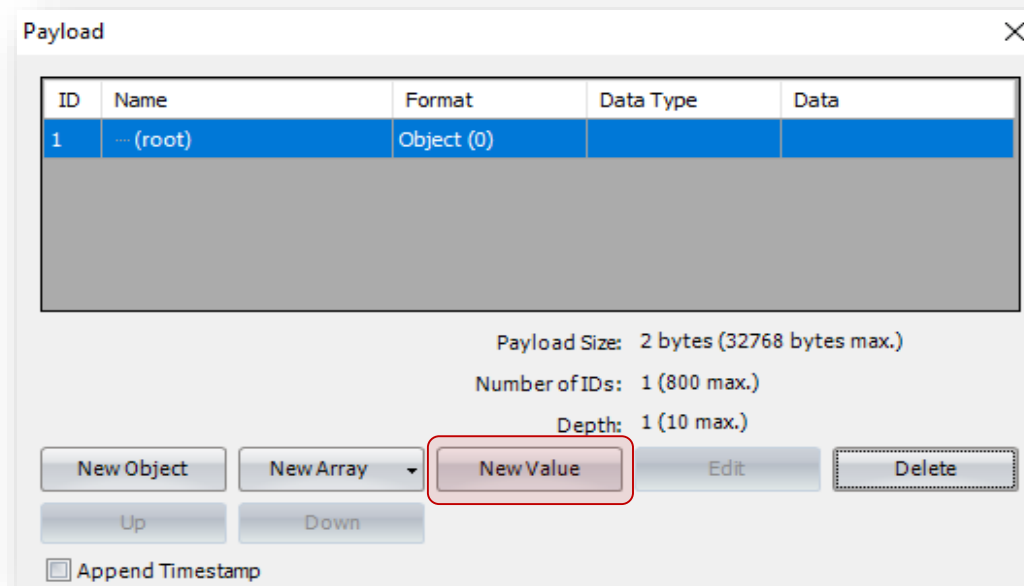 Payload
ID Name Format Data Type Data
1 (root) Object (0)
Payload Size: 2 bytes (32768 bytes max.)
Number of IDs: 1 (800 max.)
Depth: 1 (10 max.)
New Object New Array New Value Edit Delete
Up Down
Append Timestamp